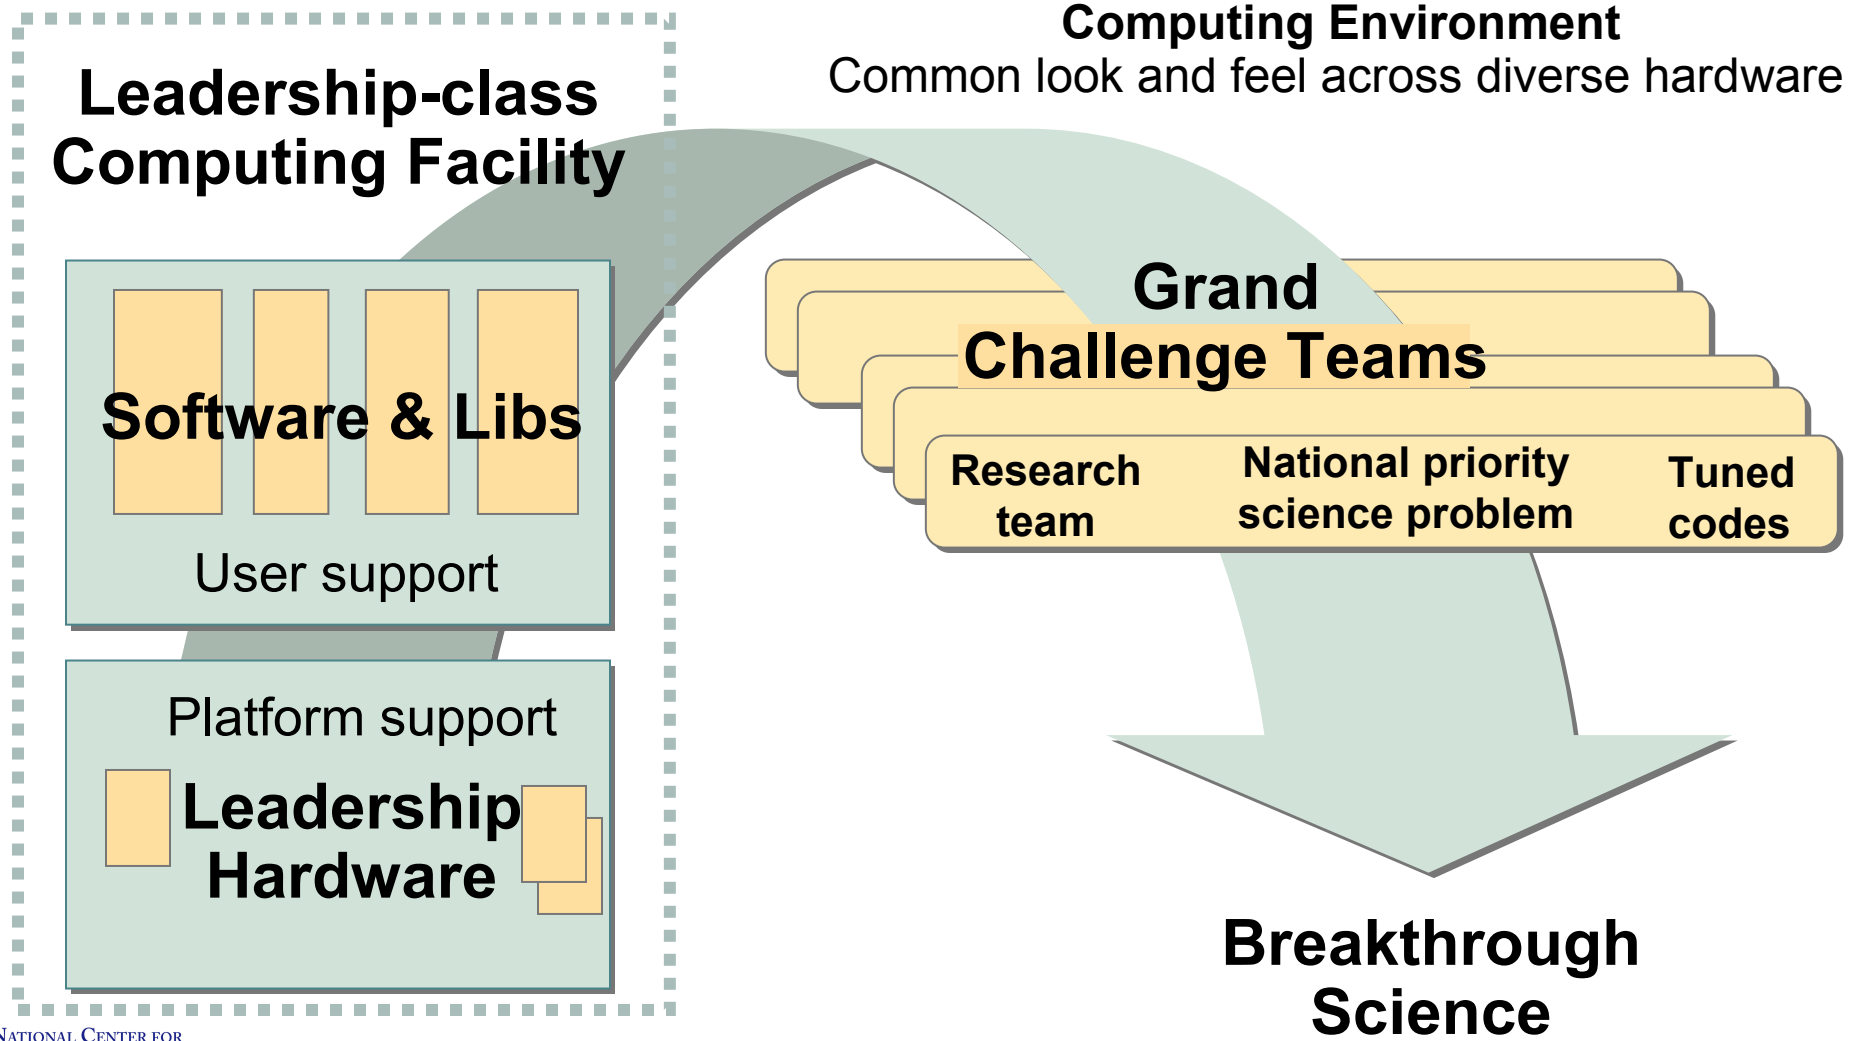 Computing Environment
Common look and feel across diverse hardware
Leadership-class
Computing Facility
Software & Libs
User support
Platform support
Leadership
Hardware
Grand
Challenge Teams
Research
team
National priority
science problem
Tuned
codes
Breakthrough
Science
NATIONAL CENTER FOR